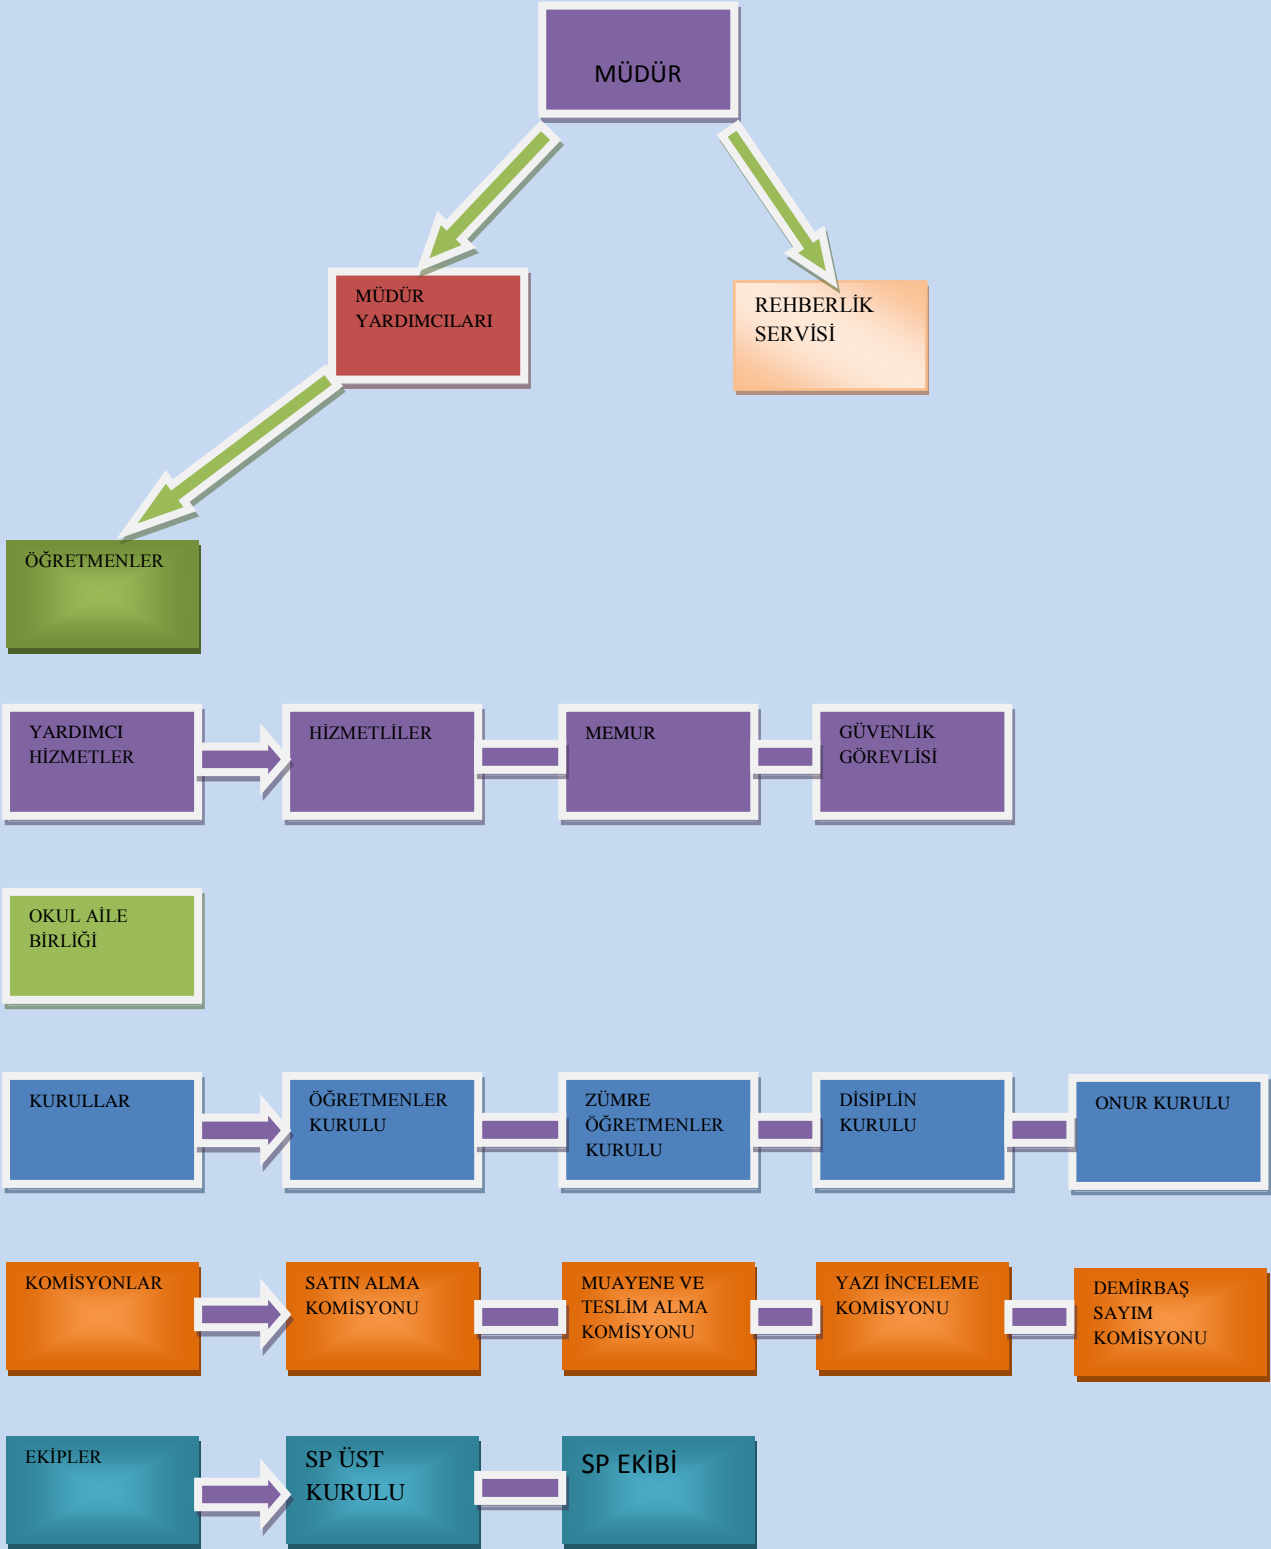 MÜDÜR
MÜDÜR
YARDIMCILARI
REHBERLİK
SERVİSİ
ÖĞRETMENLER
YARDIMCI
HİZMETLER
HİZMETLİLER
MEMUR
GÜVENLİK
GÖREVLİSİ
OKUL AİLE
BİRLİĞİ
KURULLAR
ÖĞRETMENLER
KURULU
ZÜMRE
ÖĞRETMENLER
KURULU
DİSİPLİN
KURULU
ONUR KURULU
KOMİSYONLAR
SATIN ALMA
KOMİSYONU
MUAYENE VE
TESLİM ALMA
KOMİSYONU
YAZI İNCELEME
KOMİSYONU
DEMİRBAŞ
SAYIM
KOMİSYONU
EKİPLER
SP ÜST
KURULU
SP EKİBİ